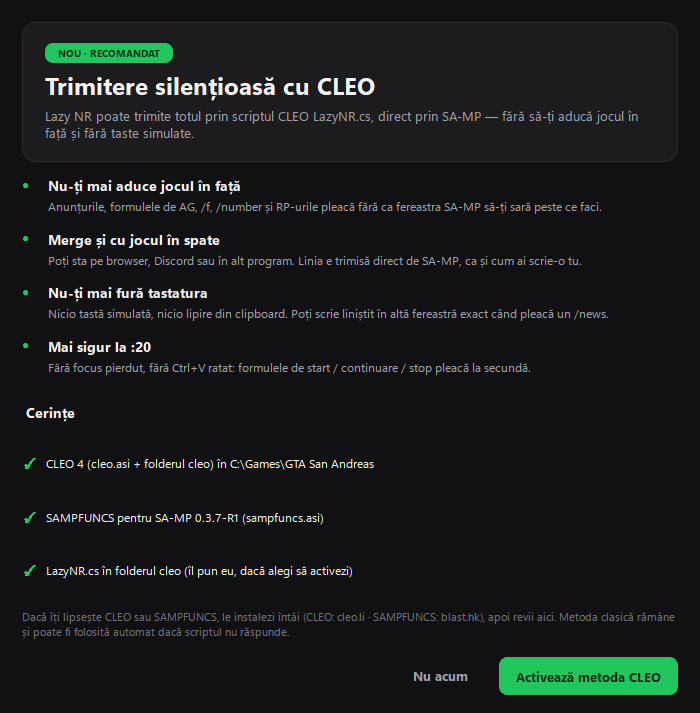 NOU · RECOMANDAT
Trimitere silențioasă cu CLEO
Lazy NR poate trimite totul prin scriptul CLEO LazyNR.cs, direct prin SA-MP — fără să-ți aducă jocul în
față și fără taste simulate.
Nu-ți mai aduce jocul în față
Anunțurile, formulele de AG, /f, /number și RP-urile pleacă fără ca fereastra SA-MP să-ți sară peste ce faci.
Merge și cu jocul în spate
Poți sta pe browser, Discord sau în alt program. Linia e trimisă direct de SA-MP, ca și cum ai scrie-o tu.
Nu-ți mai fură tastatura
Nicio tastă simulată, nicio lipire din clipboard. Poți scrie liniștit în altă fereastră exact când pleacă un /news.
Mai sigur la :20
Fără focus pierdut, fără Ctrl+V ratat: formulele de start / continuare / stop pleacă la secundă.
Cerințe
✓ CLEO 4 (cleo.asi + folderul cleo) în C:\Games\GTA San Andreas
✓ SAMPFUNCS pentru SA-MP 0.3.7-R1 (sampfuncs.asi)
✓ LazyNR.cs în folderul cleo (îl pun eu, dacă alegi să activezi)
Dacă îți lipsește CLEO sau SAMPFUNCS, le instalezi întâi (CLEO: cleo.li · SAMPFUNCS: blast.hk), apoi revii aici. Metoda clasică rămâne
și poate fi folosită automat dacă scriptul nu răspunde.
Nu acum
Activează metoda CLEO